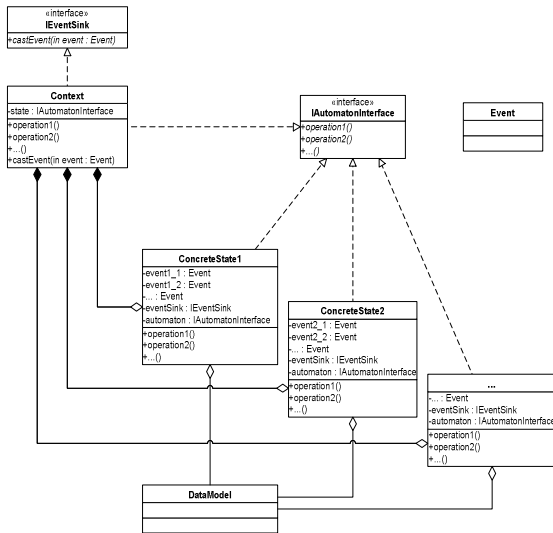 «interface»
IEventSink
+castEvent(in event : Event)
Context
-state : IAutomatonInterface
+operation1()
+operation2()
+...()
+castEvent(in event : Event)
«interface»
IAutomatonInterface
+operation1()
+operation2()
+...()
Event
ConcreteState1
-event1_1 : Event
-event1_2 : Event
-... : Event
-eventSink : IEventSink
-automaton : IAutomatonInterface
+operation1()
+operation2()
+...()
ConcreteState2
-event2_1 : Event
-event2_2 : Event
-... : Event
-eventSink : IEventSink
-automaton : IAutomatonInterface
+operation1()
+operation2()
+...()
...
-... : Event
-eventSink : IEventSink
-automaton : IAutomatonInterface
+operation1()
+operation2()
+...()
DataModel